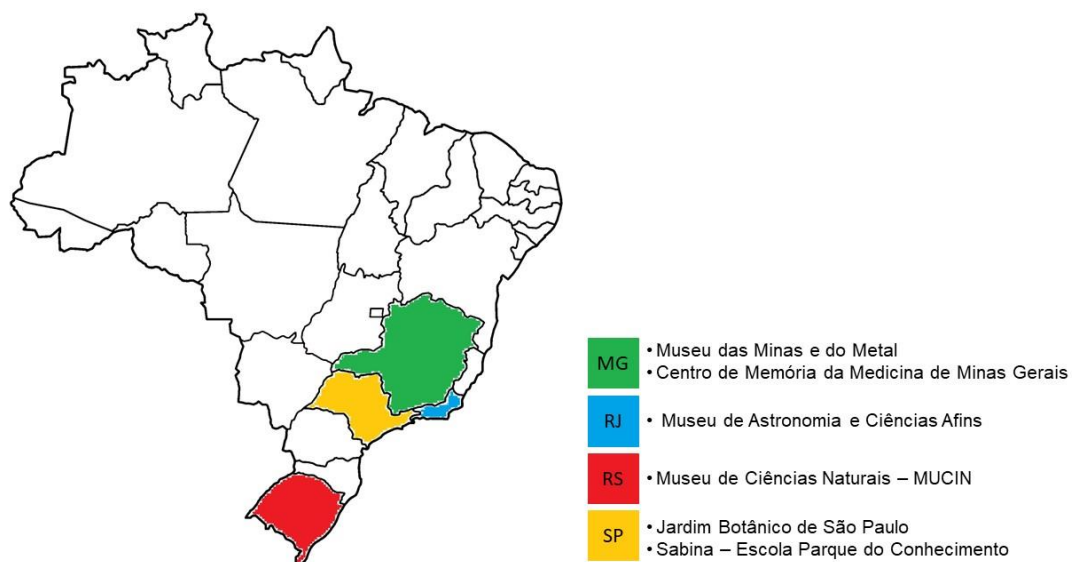 MG
• Museu das Minas e do Metal
• Centro de Memória da Medicina de Minas Gerais
RJ
• Museu de Astronomia e Ciências Afins
RS
• Museu de Ciências Naturais – MUCIN
SP
• Jardim Botânico de São Paulo
• Sabina – Escola Parque do Conhecimento